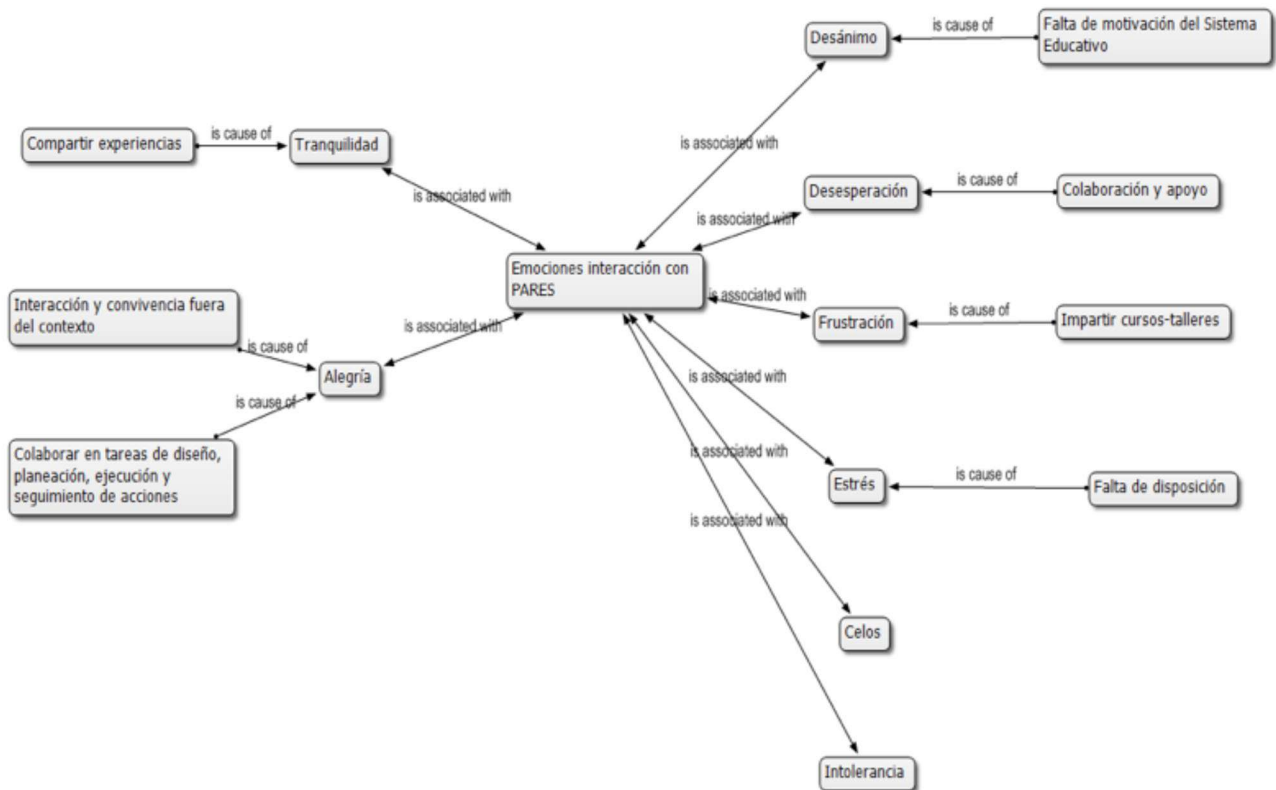 Desánimo
is cause of
Falta de motivación del Sistema
Educativo
Compartir experiencias
is cause of
Tranquilidad
is associated with
is associated with
Desesperación
is cause of
Colaboración y apoyo
is associated with
Emociones interacción con
PARES
Interacción y convivencia fuera
del contexto
is cause of
is associated with
Alegría
is cause of
Colaborar en tareas de diseño,
planeación, ejecución y
seguimiento de acciones
is associated with
Frustración
is cause of
Impartir cursos-talleres
is associated with
Estrés
is cause of
Falta de disposición
is associated with
Celos
is associated with
Intolerancia